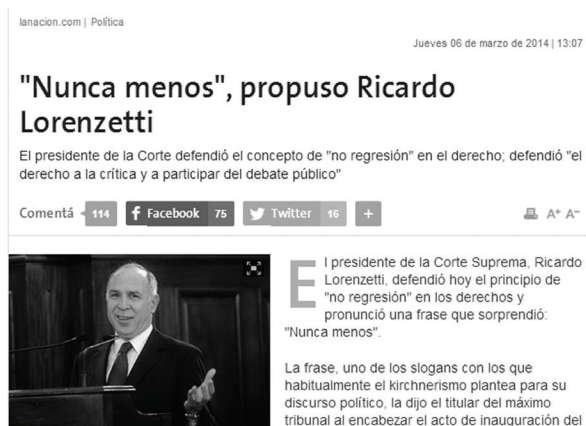 lanacion.com | Política
Jueves 06 de marzo de 2014 | 13:07
"Nunca menos", propuso Ricardo
Lorenzetti
El presidente de la Corte defendió el concepto de "no regresión" en el derecho; defendió "el
derecho a la crítica y a participar del debate público"
Comentá 114 f Facebook 75 Twitter 16 + A+ A-
El presidente de la Corte Suprema, Ricardo
Lorenzetti, defendió hoy el principio de
"no regresión" en los derechos y
pronunció una frase que sorprendió:
"Nunca menos".
La frase, uno de los slogans con los que
habitualmente el kirchnerismo plantea para su
discurso político, la dijo el titular del máximo
tribunal al encabezar el acto de inauguración del